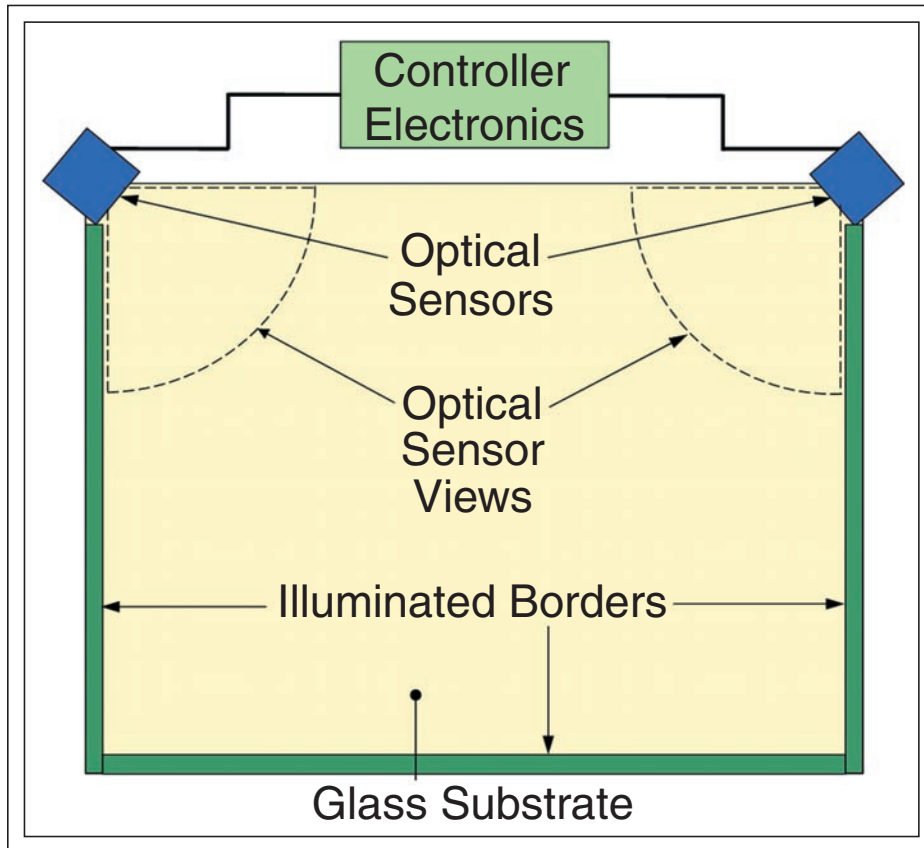 Controller
Electronics
Optical
Sensors
Optical
Sensor
Views
Illuminated Borders
Glass Substrate